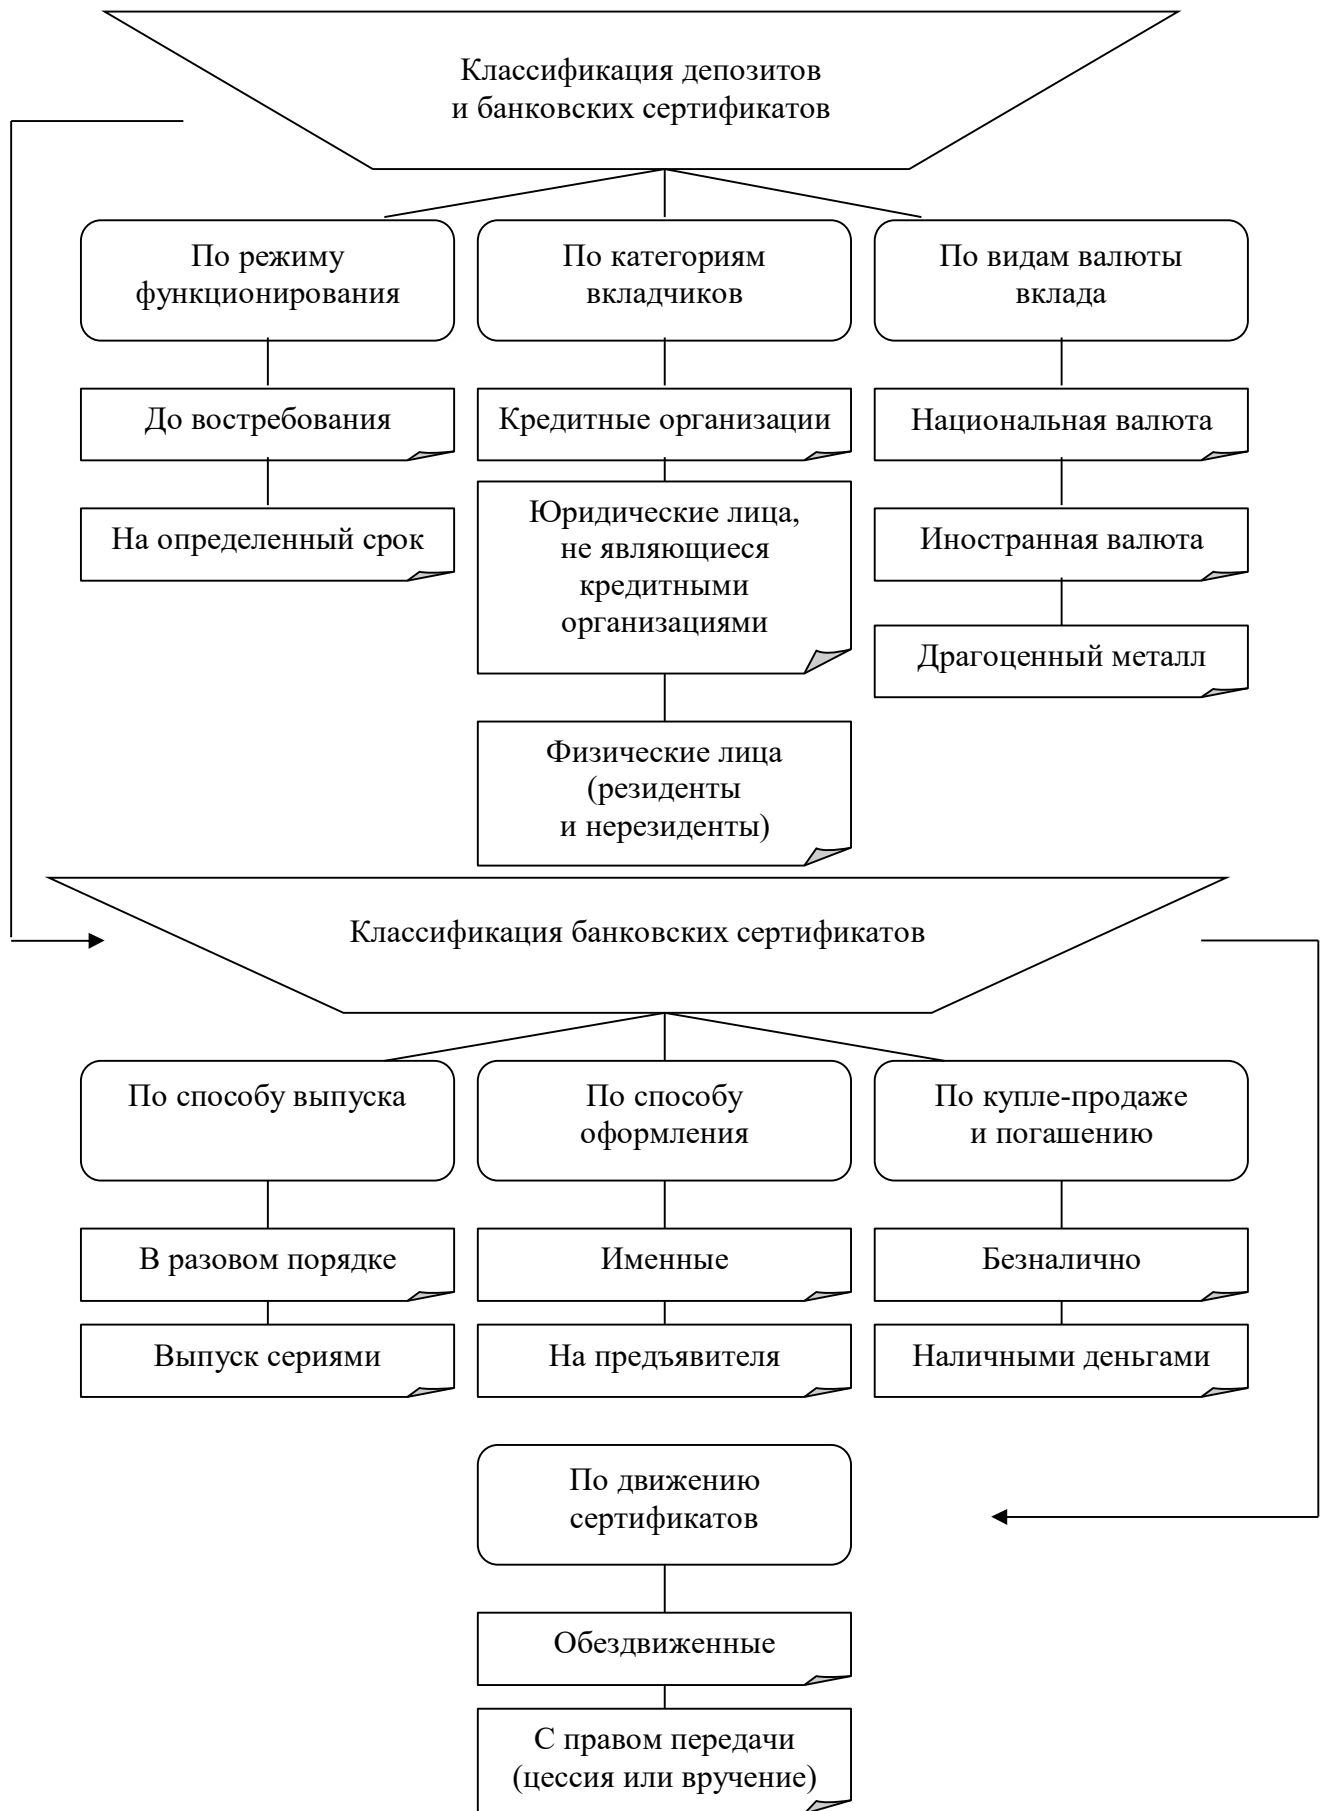 Классификация депозитов
и банковских сертификатов
По режиму
функционирования
По категориям
вкладчиков
По видам валюты
вклада
До востребования
Кредитные организации
Национальная валюта
На определенный срок
Юридические лица,
не являющиеся
кредитными
организациями
Иностранная валюта
Драгоценный металл
Физические лица
(резиденты
и нерезиденты)
Классификация банковских сертификатов
По способу выпуска
По способу
оформления
По купле-продаже
и погашению
В разовом порядке
Именные
Безналично
Выпуск сериями
На предъявителя
Наличными деньгами
По движению
сертификатов
Обездвиженные
С правом передачи
(цессия или вручение)